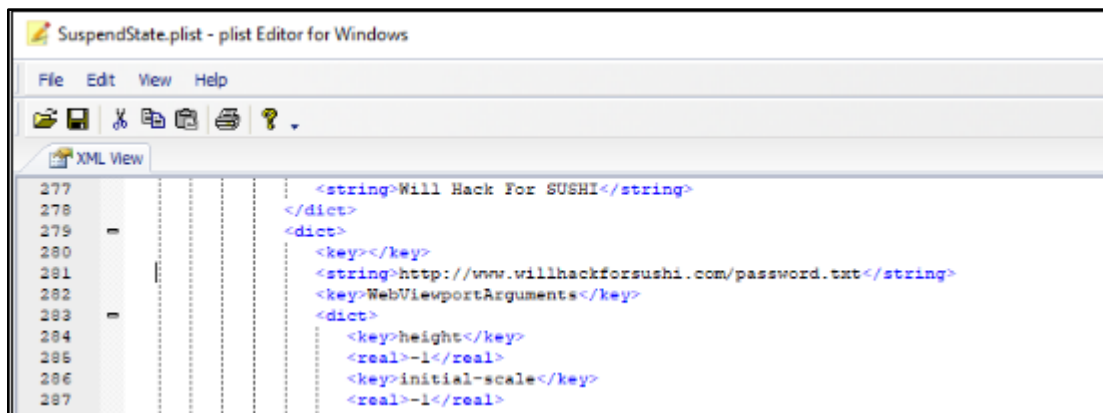 SuspendState.plist - plist Editor for Windows
File Edit View Help
XML View
277 <string>Will Hack For SUSHI</string>
278 </dict>
279 <dict>
280 <key></key>
281 <string>http://www.willhackforsushi.com/password.txt</string>
282 <key>WebViewportArguments</key>
283 <dict>
284 <key>height</key>
285 <real>-1</real>
286 <key>initial-scale</key>
287 <real>-1</real>